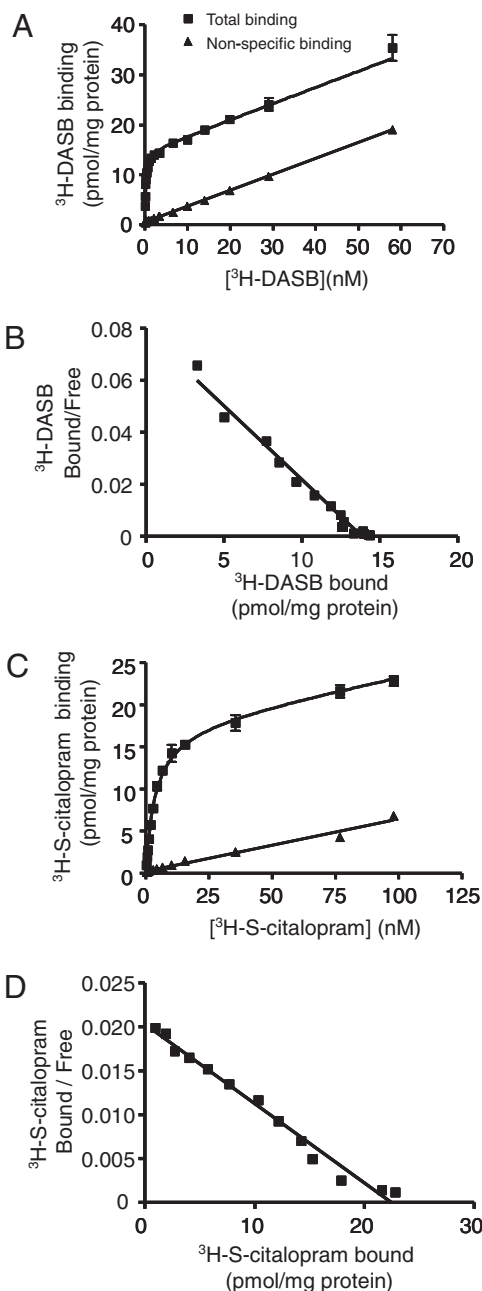 A
Total binding
Non-specific binding
³H-DASB binding
(pmol/mg protein)
40
30
20
10
0
0 10 20 30 40 50 60 70
[³H-DASB](nM)
B
³H-DASB
Bound/Free
0.08
0.06
0.04
0.02
0
0 5 10 15 20
³H-DASB bound
(pmol/mg protein)
C
³H-S-citalopram binding
(pmol/mg protein)
25
20
15
10
5
0
0 25 50 75 100 125
[³H-S-citalopram] (nM)
D
³H-S-citalopram
Bound / Free
0.025
0.020
0.015
0.010
0.005
0
0 10 20 30
³H-S-citalopram bound
(pmol/mg protein)